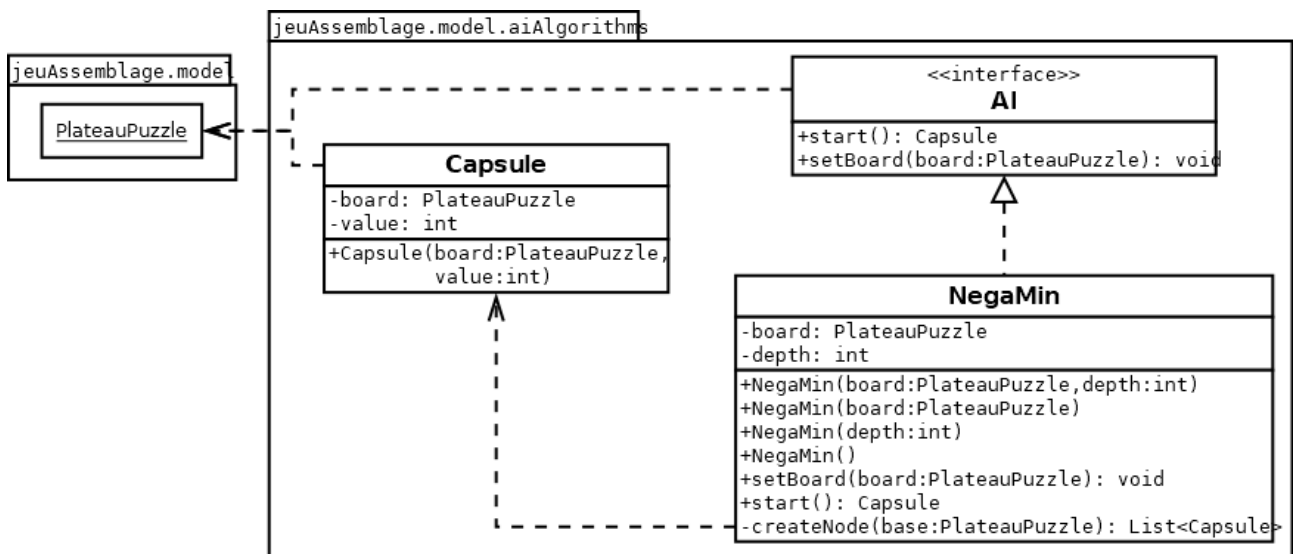 jeuAssemblage.model.aiAlgorithms
jeuAssemblage.model
PlateauPuzzle
<<interface>>
AI
+start(): Capsule
+setBoard(board:PlateauPuzzle): void
Capsule
-board: PlateauPuzzle
-value: int
+Capsule(board:PlateauPuzzle,
value:int)
NegaMin
-board: PlateauPuzzle
-depth: int
+NegaMin(board:PlateauPuzzle,depth:int)
+NegaMin(board:PlateauPuzzle)
+NegaMin(depth:int)
+NegaMin()
+setBoard(board:PlateauPuzzle): void
+start(): Capsule
-createNode(base:PlateauPuzzle): List<Capsule>